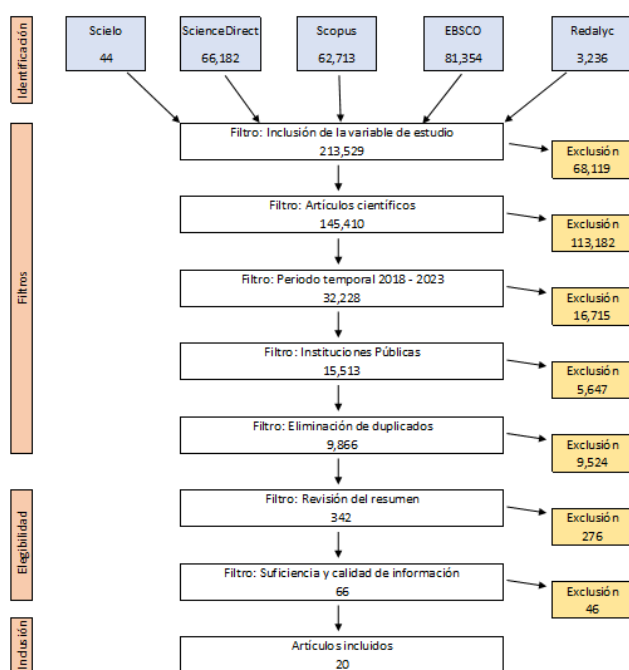 Identificación
Scielo
44
ScienceDirect
66,182
Scopus
62,713
EBSCO
81,354
Redalyc
3,236
Filtros
Filtro: Inclusión de la variable de estudio
213,529
Exclusión
68,119
Filtro: Artículos científicos
145,410
Exclusión
113,182
Filtro: Periodo temporal 2018 - 2023
32,228
Exclusión
16,715
Filtro: Instituciones Públicas
15,513
Exclusión
5,647
Filtro: Eliminación de duplicados
9,866
Exclusión
9,524
Elegibilidad
Filtro: Revisión del resumen
342
Exclusión
276
Filtro: Suficiencia y calidad de información
66
Exclusión
46
Inclusión
Artículos incluidos
20